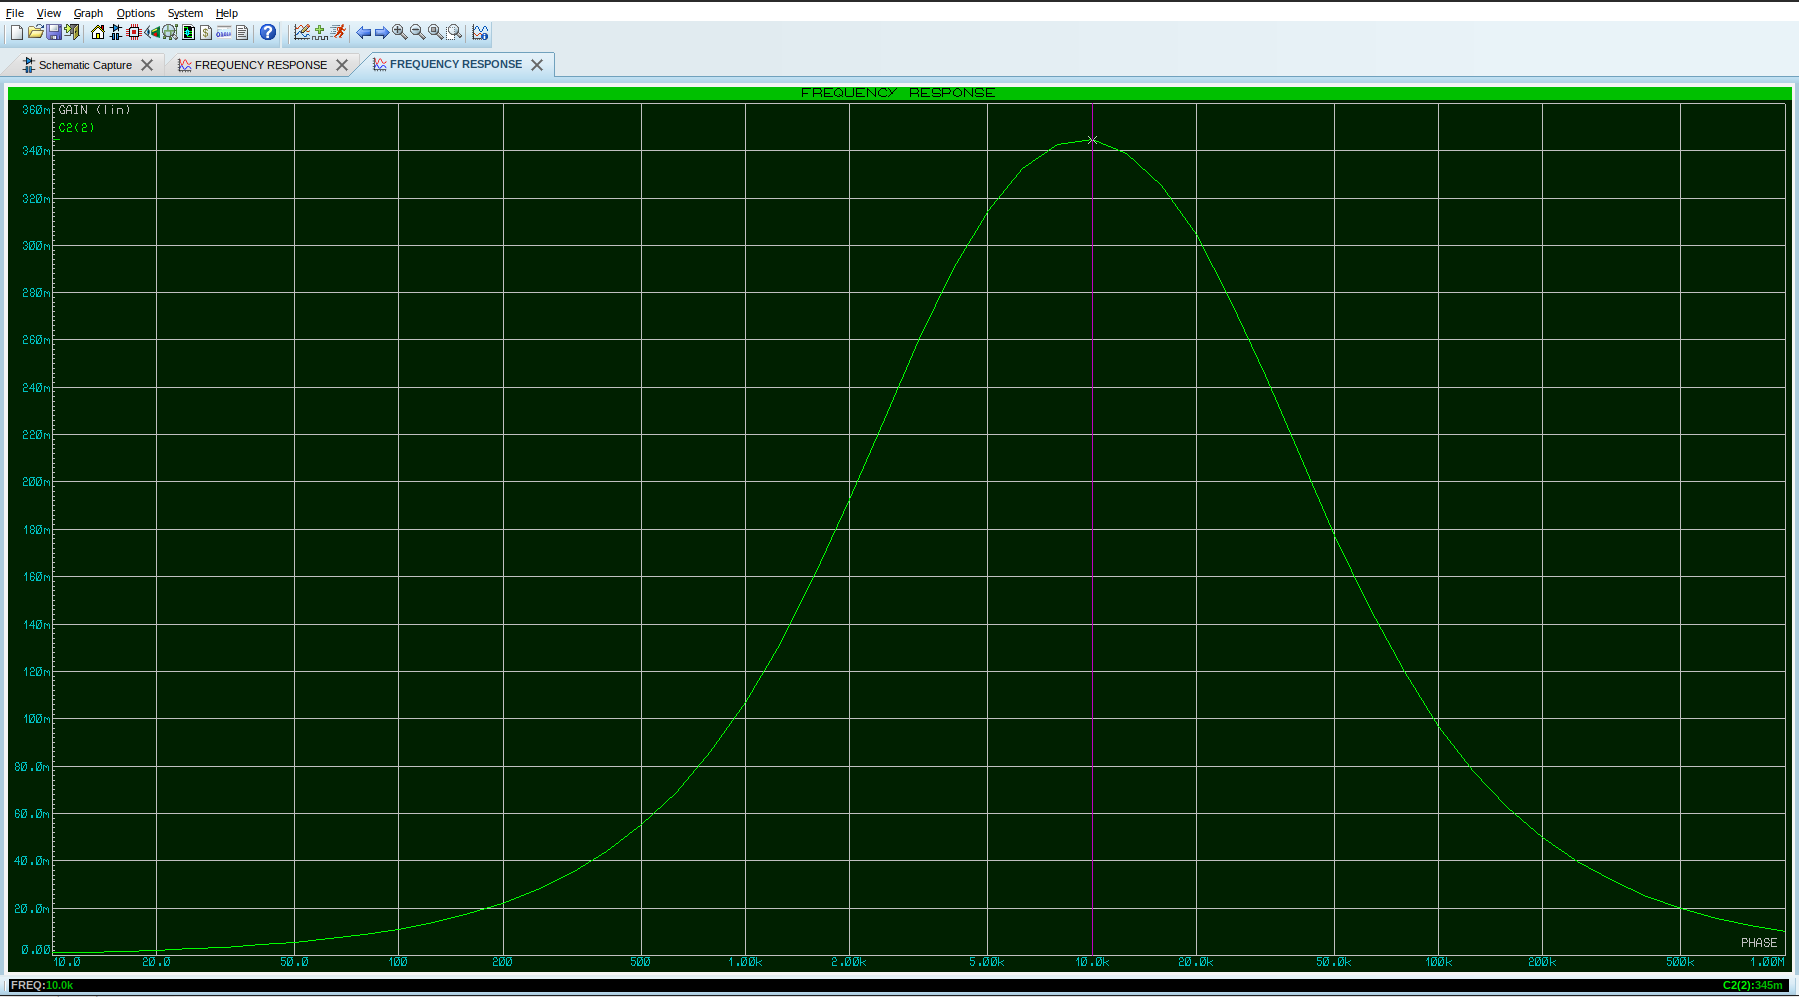 File View Graph Options System Help
Schematic Capture FREQUENCY RESPONSE FREQUENCY RESPONSE
FREQUENCY RESPONSE
GAIN (lin)
C2(2)
360m
340m
320m
300m
280m
260m
240m
220m
200m
180m
160m
140m
120m
100m
80.0m
60.0m
40.0m
20.0m
0.00
PHASE
10.0 20.0 50.0 100 200 500 1.00k 2.00k 5.00k 10.0k 20.0k 50.0k 100k 200k 500k 1.00M
FREQ:10.0k C2(2):345m